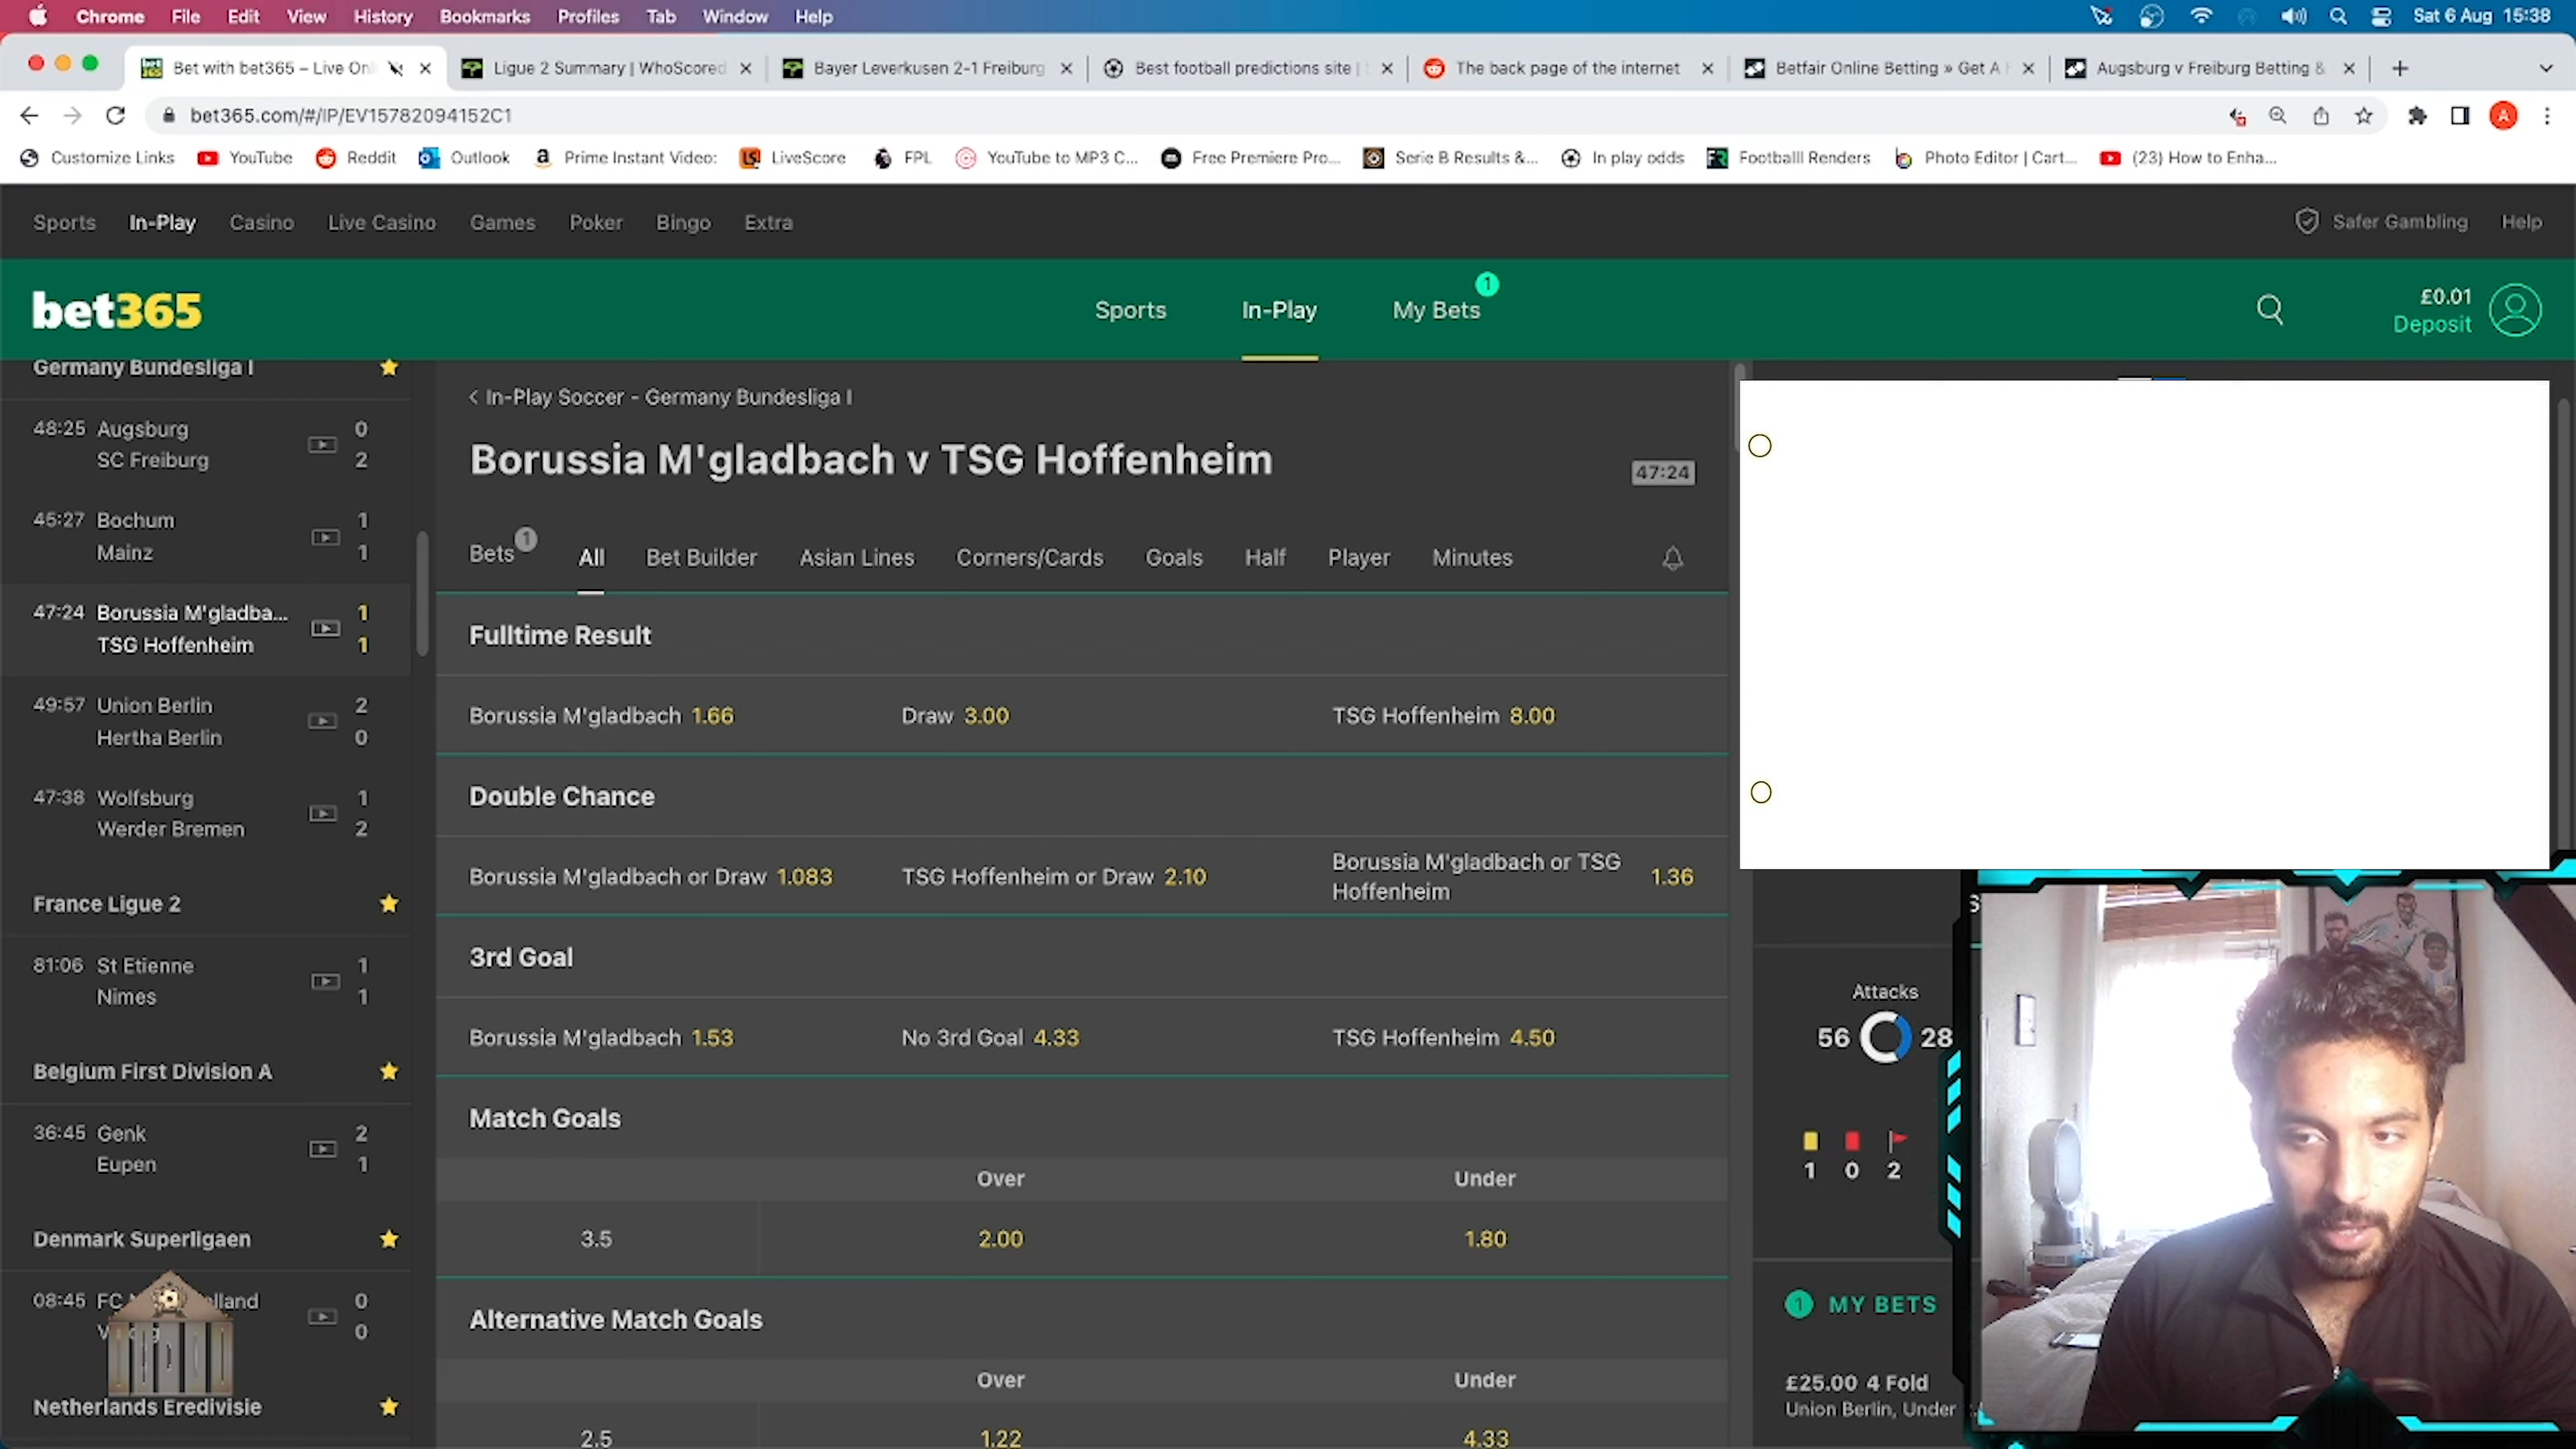 Chrome File Edit View History Bookmarks Profiles Tab Window Help Sat 6 Aug 15:38
Bet with bet365 – Live Onl Ligue 2 Summary | WhoScored Bayer Leverkusen 2-1 Freiburg Best football predictions site | The back page of the internet Betfair Online Betting » Get A F Augsburg v Freiburg Betting &
bet365.com/#/IP/EV15782094152C1 A
Customize Links YouTube Reddit Outlook Prime Instant Video: LiveScore FPL YouTube to MP3 C... Free Premiere Pro... Serie B Results &... In play odds Footballl Renders Photo Editor | Cart... (23) How to Enha...
Sports In-Play Casino Live Casino Games Poker Bingo Extra Safer Gambling Help
bet365 Sports In-Play My Bets 1 £0.01
Deposit
Germany Bundesliga I
48:25 Augsburg 0
SC Freiburg 2
45:27 Bochum 1
Mainz 1
47:24 Borussia M'gladba... 1
TSG Hoffenheim 1
49:57 Union Berlin 2
Hertha Berlin 0
47:38 Wolfsburg 1
Werder Bremen 2
France Ligue 2
81:06 St Etienne 1
Nimes 1
Belgium First Division A
36:45 Genk 2
Eupen 1
Denmark Superligaen
08:45 FC 0
0
Netherlands Eredivisie
< In-Play Soccer - Germany Bundesliga I
Borussia M'gladbach v TSG Hoffenheim 47:24
Bets 1 All Bet Builder Asian Lines Corners/Cards Goals Half Player Minutes
Fulltime Result
Borussia M'gladbach 1.66 Draw 3.00 TSG Hoffenheim 8.00
Double Chance
Borussia M'gladbach or Draw 1.083 TSG Hoffenheim or Draw 2.10 Borussia M'gladbach or TSG Hoffenheim 1.36
3rd Goal
Borussia M'gladbach 1.53 No 3rd Goal 4.33 TSG Hoffenheim 4.50
Match Goals
Over Under
3.5 2.00 1.80
Alternative Match Goals
Over Under
2.5 1.22 4.33
Attacks
56 28
1 0 2
1 MY BETS
£25.00 4 Fold
Union Berlin, Under